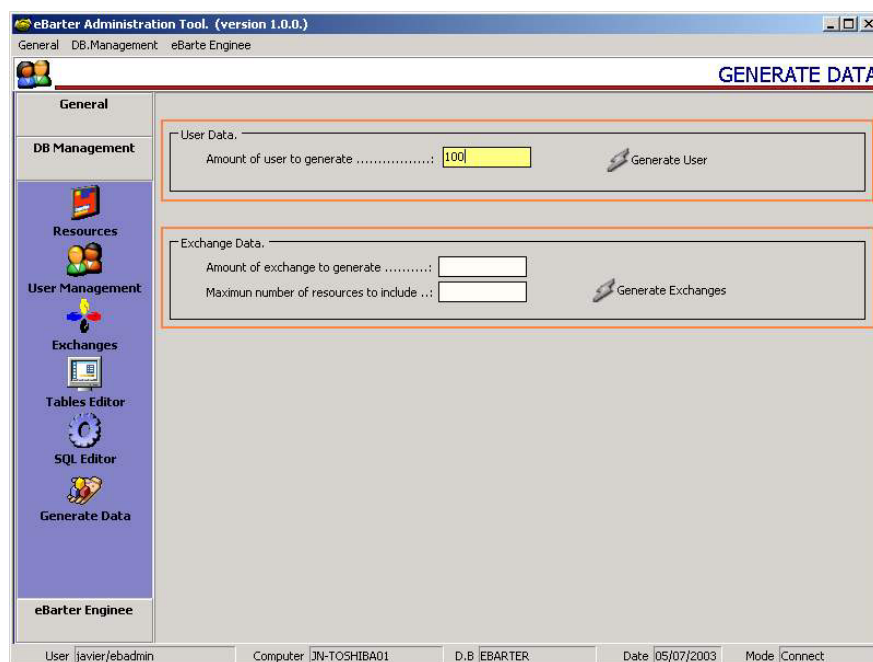 eBarter Administration Tool. (version 1.0.0.)
General DB.Management eBarte Enginee
GENERATE DATA
General
DB Management
Resources
User Management
Exchanges
Tables Editor
SQL Editor
Generate Data
eBarter Enginee
User Data.
Amount of user to generate .................: 100
Generate User
Exchange Data.
Amount of exchange to generate ..........:
Maximun number of resources to include ..:
Generate Exchanges
User javier/ebadmin Computer JN-TOSHIBA01 D.B EBARTER Date 05/07/2003 Mode Connect